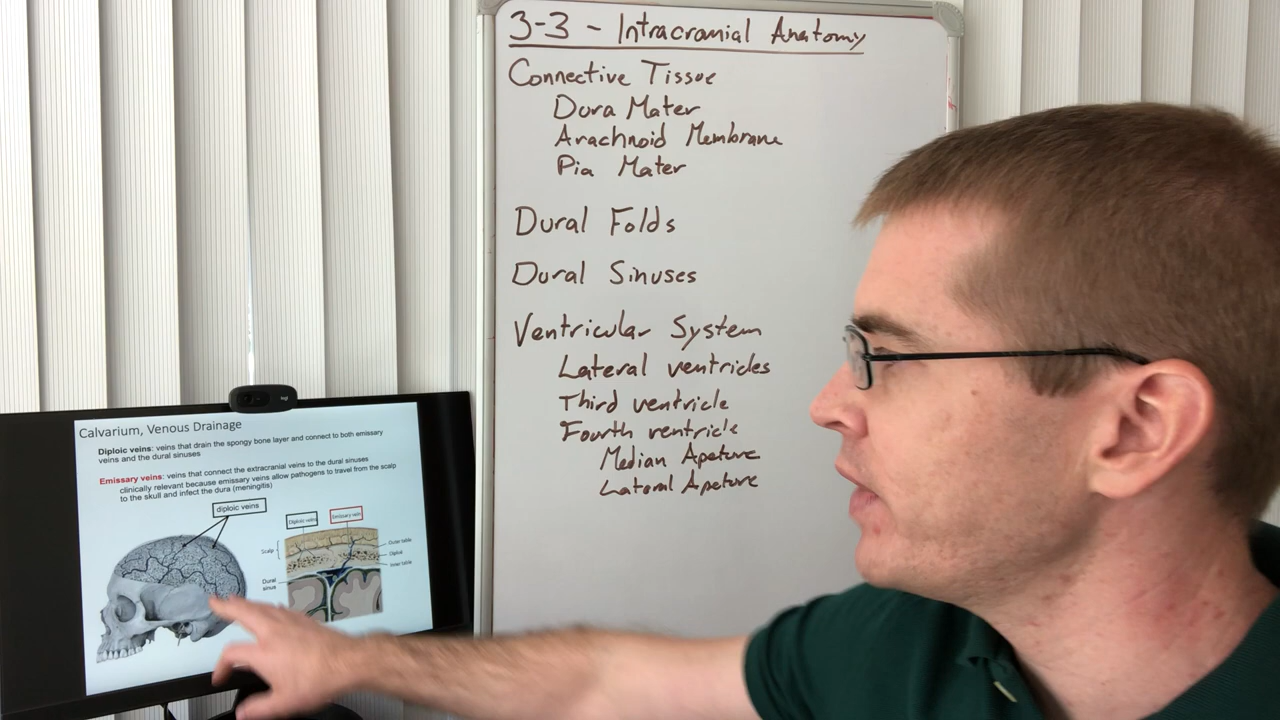 3-3 - Intracranial Anatomy
Connective Tissue
Dura Mater
Arachnoid Membrane
Pia Mater
Dural Folds
Dural Sinuses
Ventricular System
Lateral ventricles
Third ventricle
Fourth ventricle
Median Apeture
Lateral Apeture
Calvarium, Venous Drainage
Diploic veins: veins that drain the spongy bone layer and connect to both emissary
veins and the dural sinuses
Emissary veins: veins that connect the extracranial veins to the dural sinuses
clinically relevant because emissary veins allow pathogens to travel from the scalp
to the skull and infect the dura (meningitis)
diploic veins
Diploic veins
Emissary vein
Scalp
Outer table
Diploë
Inner table
Dural
sinus
logi